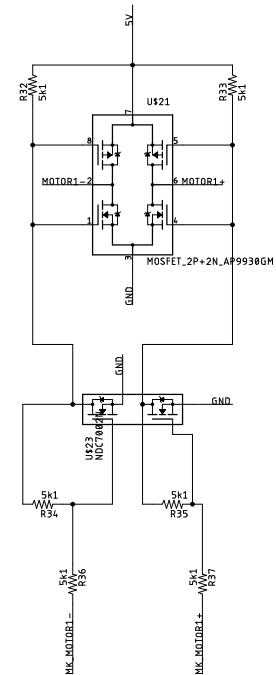 5V
R32
5k1
R33
5k1
U$21
7
8
5
MOTOR1-
2
6
MOTOR1+
1
4
3
MOSFET_2P+2N_AP9930GM
GND
GND
GND
U$23
5k1
R34
5k1
R35
5k1
R36
5k1
R37
MK_MOTOR1-
MK_MOTOR1+